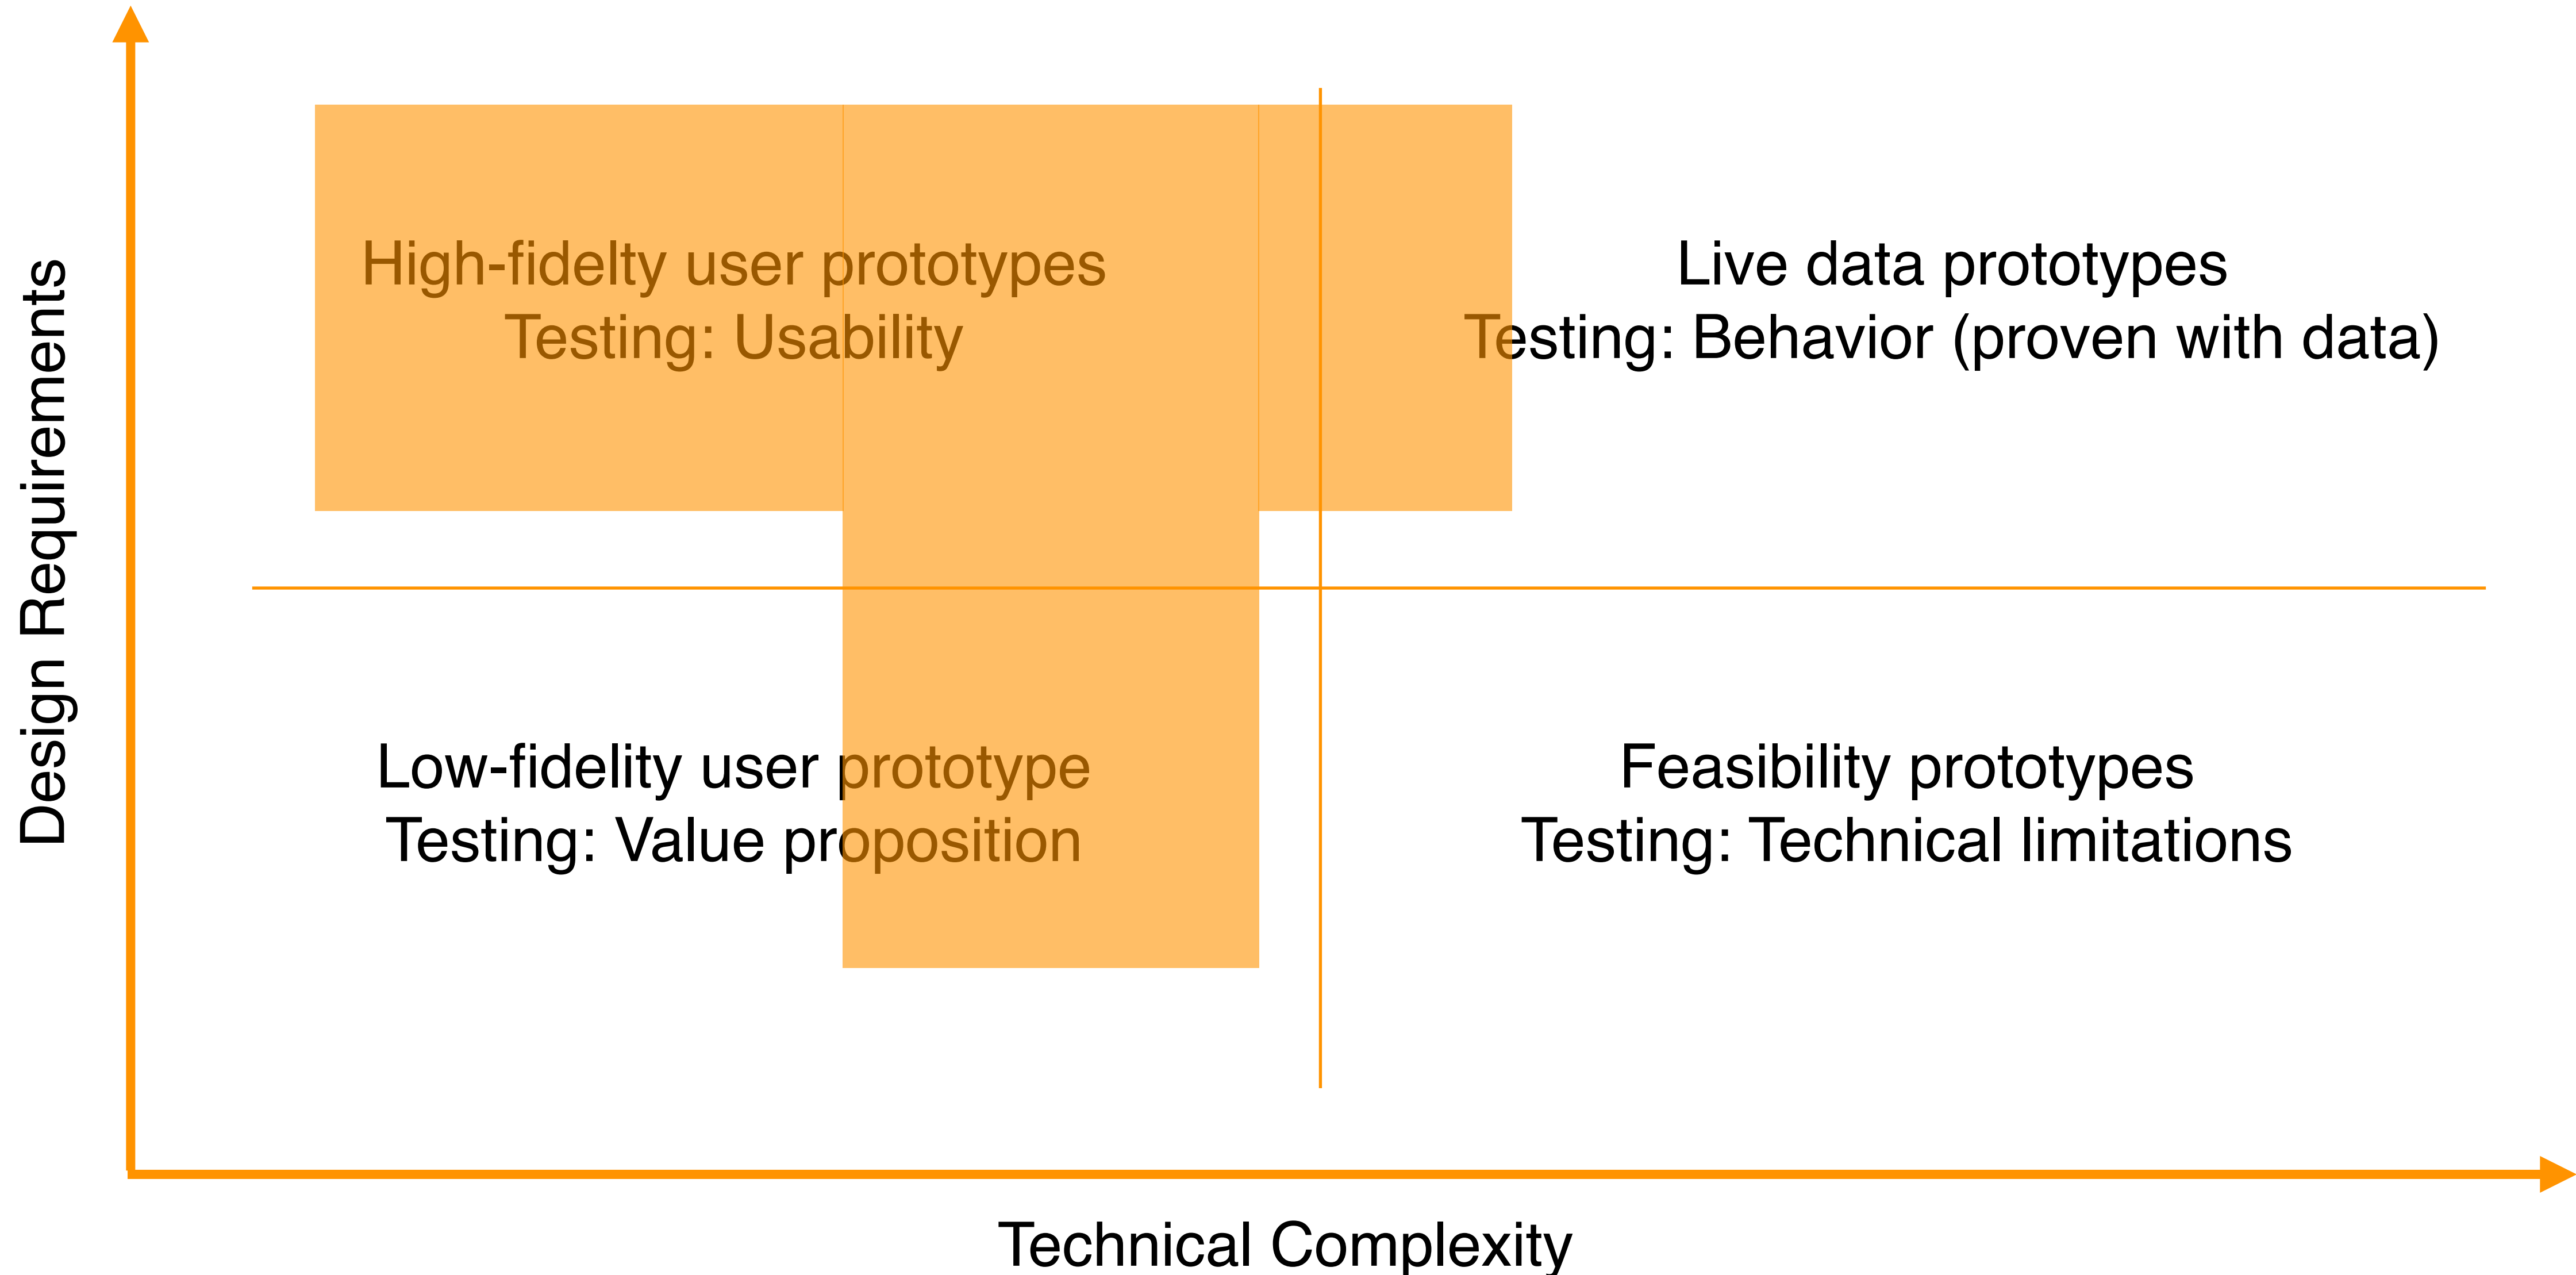 Design Requirements
High-fidelty user prototypes
Testing: Usability
Live data prototypes
Testing: Behavior (proven with data)
Low-fidelity user prototype
Testing: Value proposition
Feasibility prototypes
Testing: Technical limitations
Technical Complexity